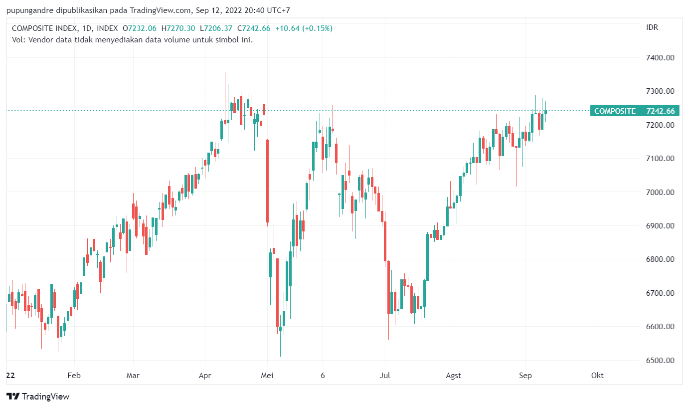 pupungandre dipublikasikan pada TradingView.com, Sep 12, 2022 20:40 UTC+7
COMPOSITE INDEX, 1D, INDEX O7232.06 H7270.30 L7206.37 C7242.66 +10.64 (+0.15%)
IDR
Vol: Vendor data tidak menyediakan data volume untuk simbol ini.
7400.00
7300.00
COMPOSITE 7242.66
7200.00
7100.00
7000.00
6900.00
6800.00
6700.00
6600.00
6500.00
22 Feb Mar Apr Mei 6 Jul Agst Sep Okt
TradingView